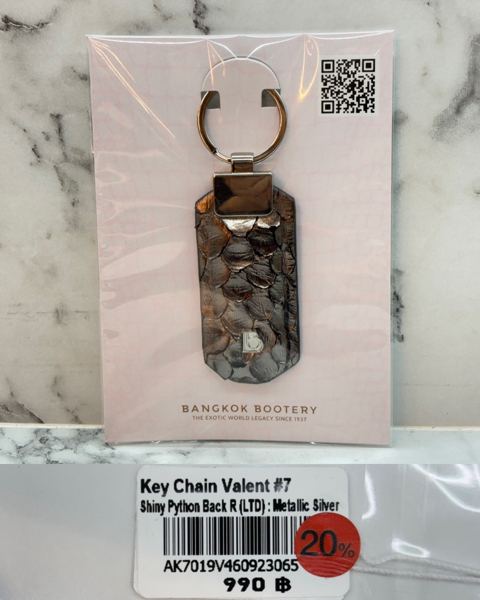 B
BANGKOK BOOTERY
THE EXOTIC WORLD LEGACY SINCE 1937
Key Chain Valent #7
Shiny Python Back R (LTD) : Metallic Silver
20%
AK7019V460923065
990 ฿